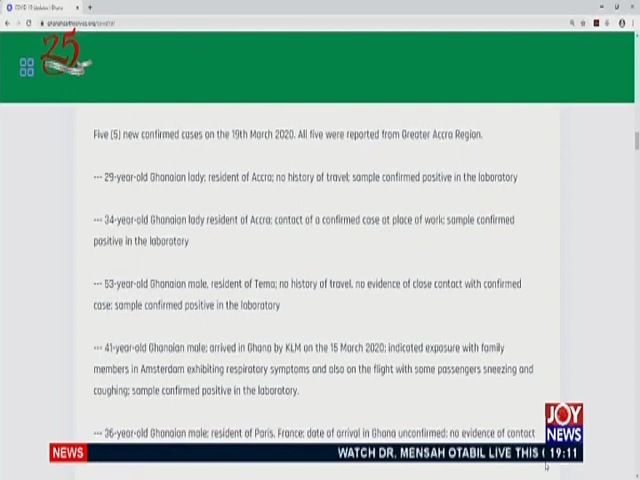 COVID-19 Updates | Ghana
25
Five (5) new confirmed cases on the 19th March 2020. All five were reported from Greater Accra Region.
--- 29-year-old Ghanaian lady; resident of Accra; no history of travel; sample confirmed positive in the laboratory
--- 34-year-old Ghanaian lady resident of Accra; contact of a confirmed case at place of work; sample confirmed
positive in the laboratory
--- 53-year-old Ghanaian male, resident of Tema; no history of travel, no evidence of close contact with confirmed
case; sample confirmed positive in the laboratory
--- 41-year-old Ghanaian male; arrived in Ghana by KLM on the 15 March 2020; indicated exposure with family
members in Amsterdam exhibiting respiratory symptoms and also on the flight with some passengers sneezing and
coughing; sample confirmed positive in the laboratory.
--- 36-year-old Ghanaian male; resident of Paris, France; date of arrival in Ghana unconfirmed; no evidence of contact
JOY
NEWS
NEWS
WATCH DR. MENSAH OTABIL LIVE THIS
19:11